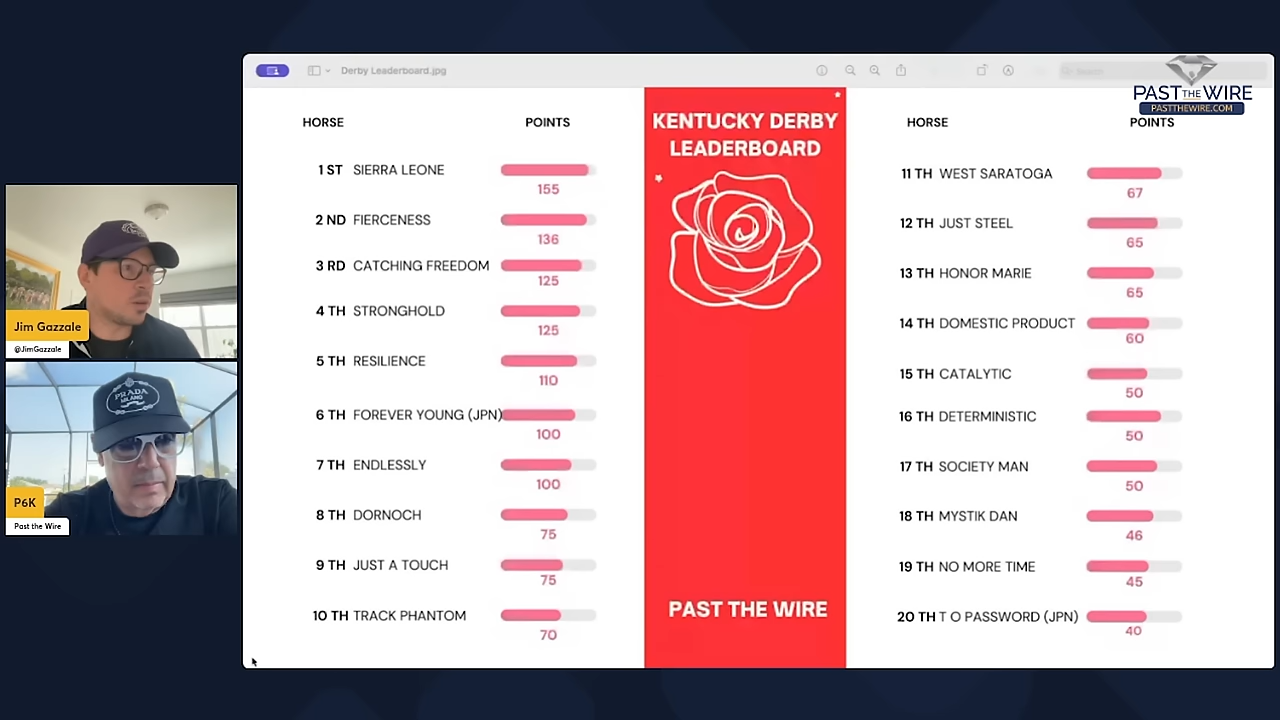 Derby Leaderboard.jpg
Search
PAST THE WIRE
PASTTHEWIRE.COM
HORSE POINTS
1 ST SIERRA LEONE
155
2 ND FIERCENESS
136
3 RD CATCHING FREEDOM
125
4 TH STRONGHOLD
125
5 TH RESILIENCE
110
6 TH FOREVER YOUNG (JPN)
100
7 TH ENDLESSLY
100
8 TH DORNOCH
75
9 TH JUST A TOUCH
75
10 TH TRACK PHANTOM
70
KENTUCKY DERBY
LEADERBOARD
PAST THE WIRE
HORSE POINTS
11 TH WEST SARATOGA
67
12 TH JUST STEEL
65
13 TH HONOR MARIE
65
14 TH DOMESTIC PRODUCT
60
15 TH CATALYTIC
50
16 TH DETERMINISTIC
50
17 TH SOCIETY MAN
50
18 TH MYSTIK DAN
46
19 TH NO MORE TIME
45
20 TH T O PASSWORD (JPN)
40
Jim Gazzale
@JimGazzale
PRADA
MILANO
P6K
Past the Wire